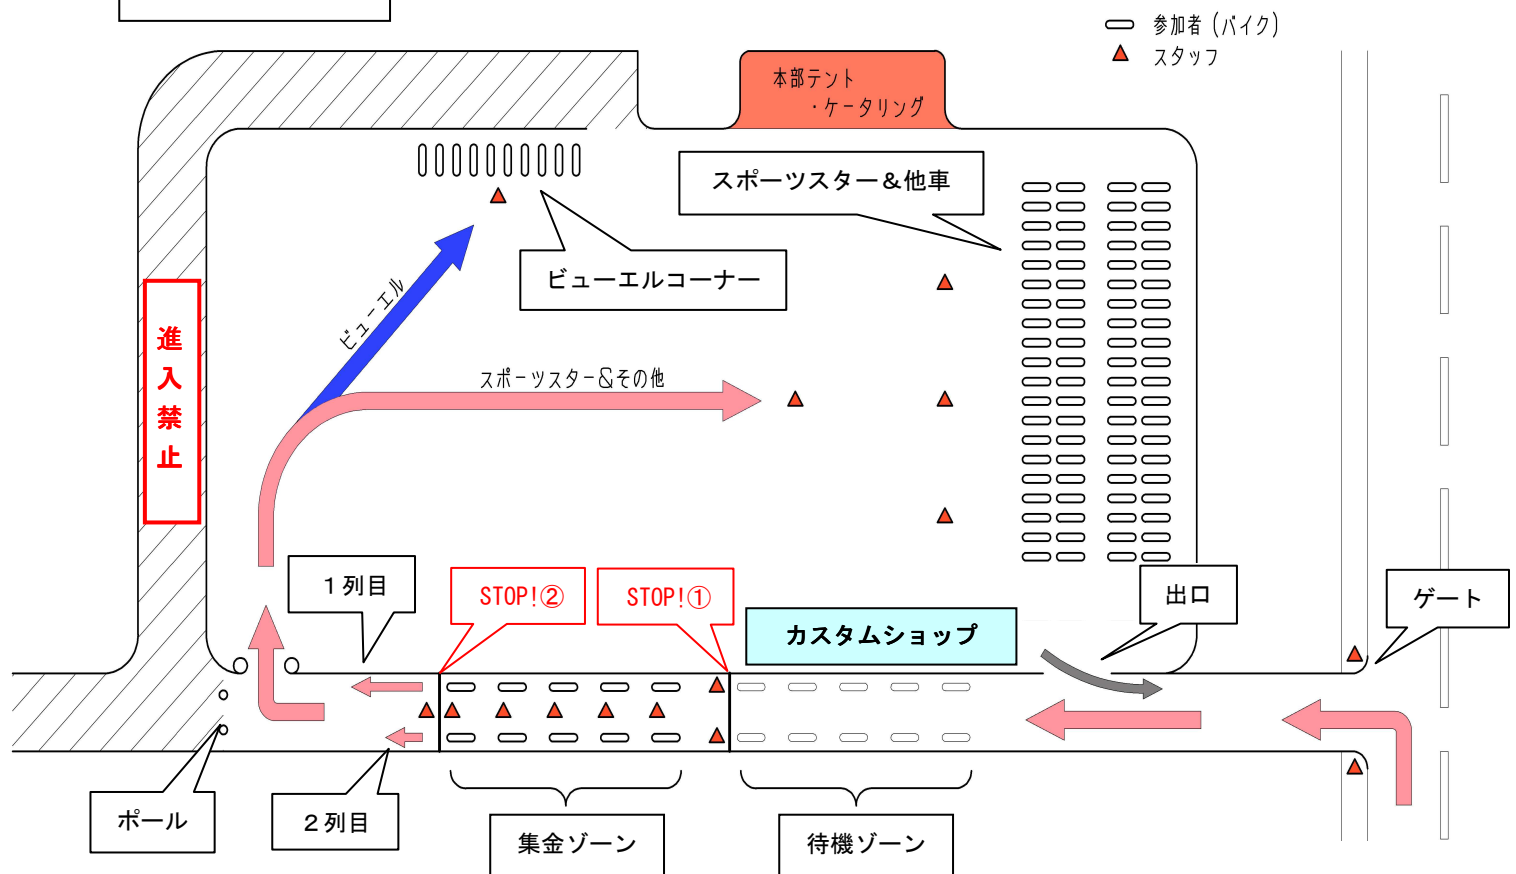 参加者（バイク）
スタッフ
本部テント
・ケータリング
スポーツスター＆他車
ビューエルコーナー
ビューエル
進
入
禁
止
スポーツスター&その他
1列目
STOP!②
STOP!①
カスタムショップ
出口
ゲート
ポール
2列目
集金ゾーン
待機ゾーン